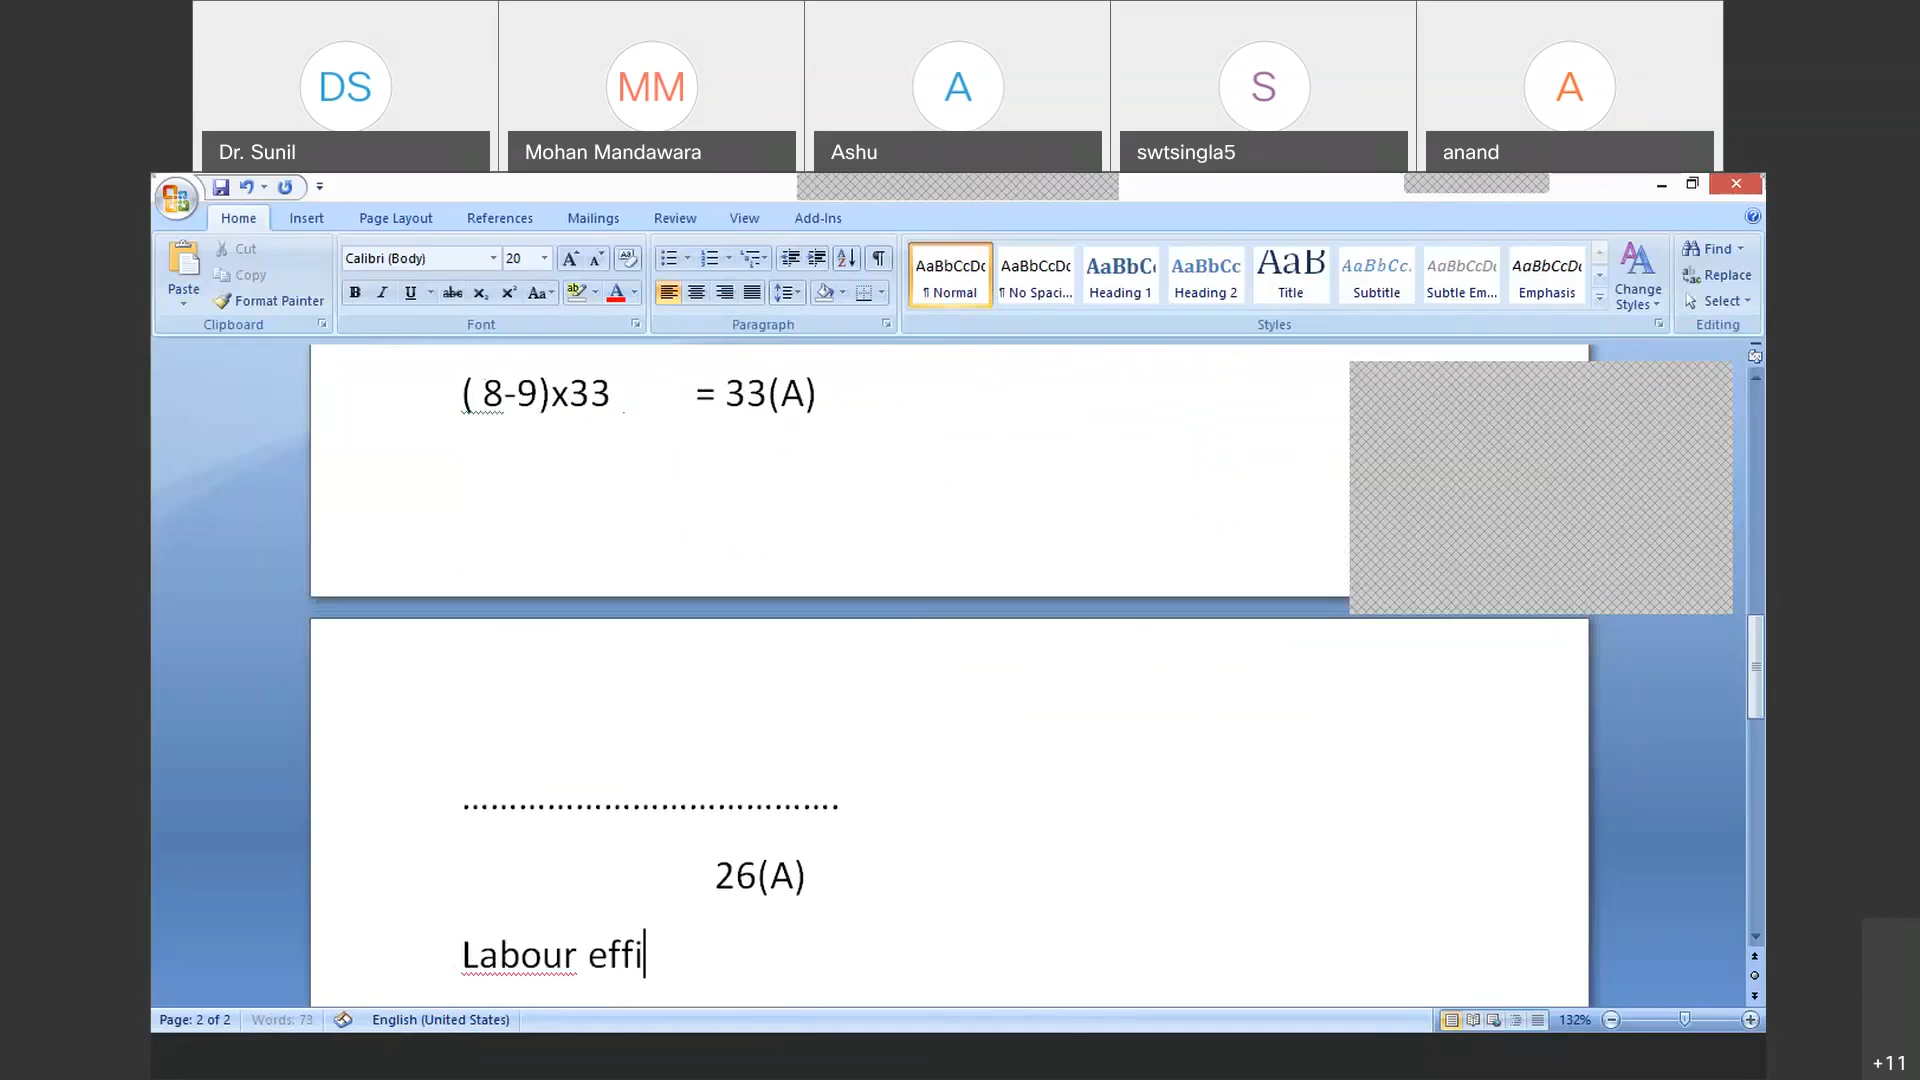 DS
MM
A
S
A
Dr. Sunil
Mohan Mandawara
Ashu
swtsingla5
anand
Home
Insert
Page Layout
References
Mailings
Review
View
Add-Ins
Paste
Cut
Copy
Format Painter
Clipboard
Calibri (Body)
20
Font
Paragraph
AaBbCcDc
¶ Normal
AaBbCcDc
¶ No Spaci...
AaBbC
Heading 1
AaBbCc
Heading 2
AaB
Title
AaBbCc.
Subtitle
AaBbCcDc
Subtle Em...
AaBbCcDc
Emphasis
Change Styles
Styles
Find
Replace
Select
Editing
( 8-9)x33 = 33(A)
........................................
26(A)
Labour effi
Page: 2 of 2
Words: 73
English (United States)
132%
+11